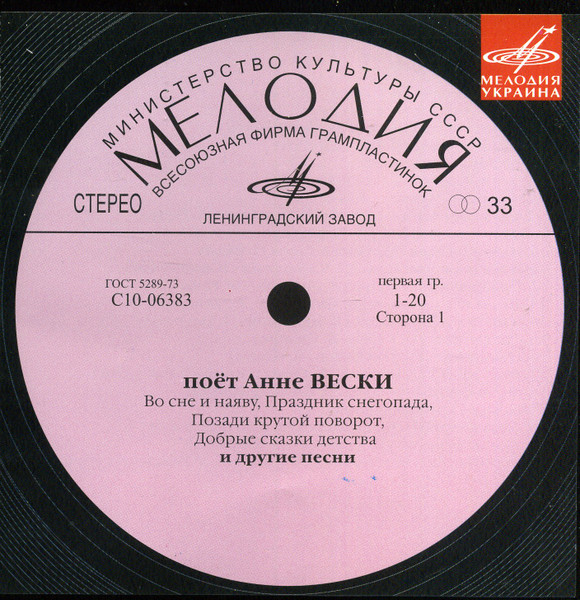 МЕЛОДИЯ
УКРАИНА
МИНИСТЕРСТВО КУЛЬТУРЫ СССР
МЕЛОДИЯ
ВСЕСОЮЗНАЯ ФИРМА ГРАМПЛАСТИНОК
СТЕРЕО
33
ЛЕНИНГРАДСКИЙ ЗАВОД
ГОСТ 5289-73
С10-06383
первая гр.
1-20
Сторона 1
поёт Анне ВЕСКИ
Во сне и наяву, Праздник снегопада,
Позади крутой поворот,
Добрые сказки детства
и другие песни